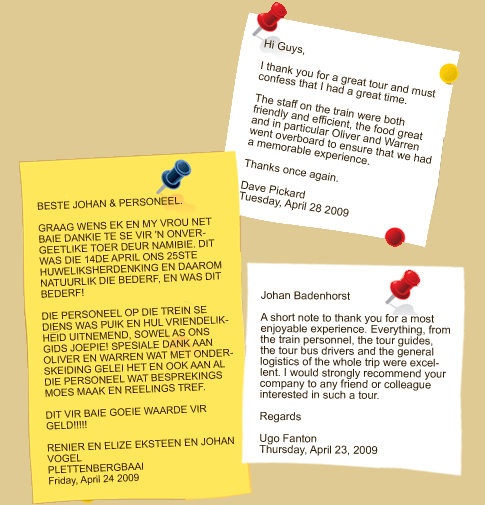 Hi Guys,
I thank you for a great tour and must
confess that I had a great time.
The staff on the train were both
friendly and efficient, the food great
and in particular Oliver and Warren
went overboard to ensure that we had
a memorable experience.
Thanks once again.
Dave Pickard
Tuesday, April 28 2009
BESTE JOHAN & PERSONEEL.
GRAAG WENS EK EN MY VROU NET
BAIE DANKIE TE SE VIR 'N ONVER-
GEETLIKE TOER DEUR NAMIBIE. DIT
WAS DIE 14DE APRIL ONS 25STE
HUWELIKSHERDENKING EN DAAROM
NATUURLIK DIE BEDERF, EN WAS DIT
BEDERF!
DIE PERSONEEL OP DIE TREIN SE
DIENS WAS PUIK EN HUL VRIENDELIK-
HEID UITNEMEND, SOWEL AS ONS
GIDS JOEPIE! SPESIALE DANK AAN
OLIVER EN WARREN WAT MET ONDER-
SKEIDING GELEI HET EN OOK AAN AL
DIE PERSONEEL WAT BESPREKINGS
MOES MAAK EN REELINGS TREF.
DIT VIR BAIE GOEIE WAARDE VIR
GELD!!!!!
RENIER EN ELIZE EKSTEEN EN JOHAN
VOGEL
PLETTENBERGBAAI
Friday, April 24 2009
Johan Badenhorst
A short note to thank you for a most
enjoyable experience. Everything, from
the train personnel, the tour guides,
the tour bus drivers and the general
logistics of the whole trip were excel-
lent. I would strongly recommend your
company to any friend or colleague
interested in such a tour.
Regards
Ugo Fanton
Thursday, April 23, 2009